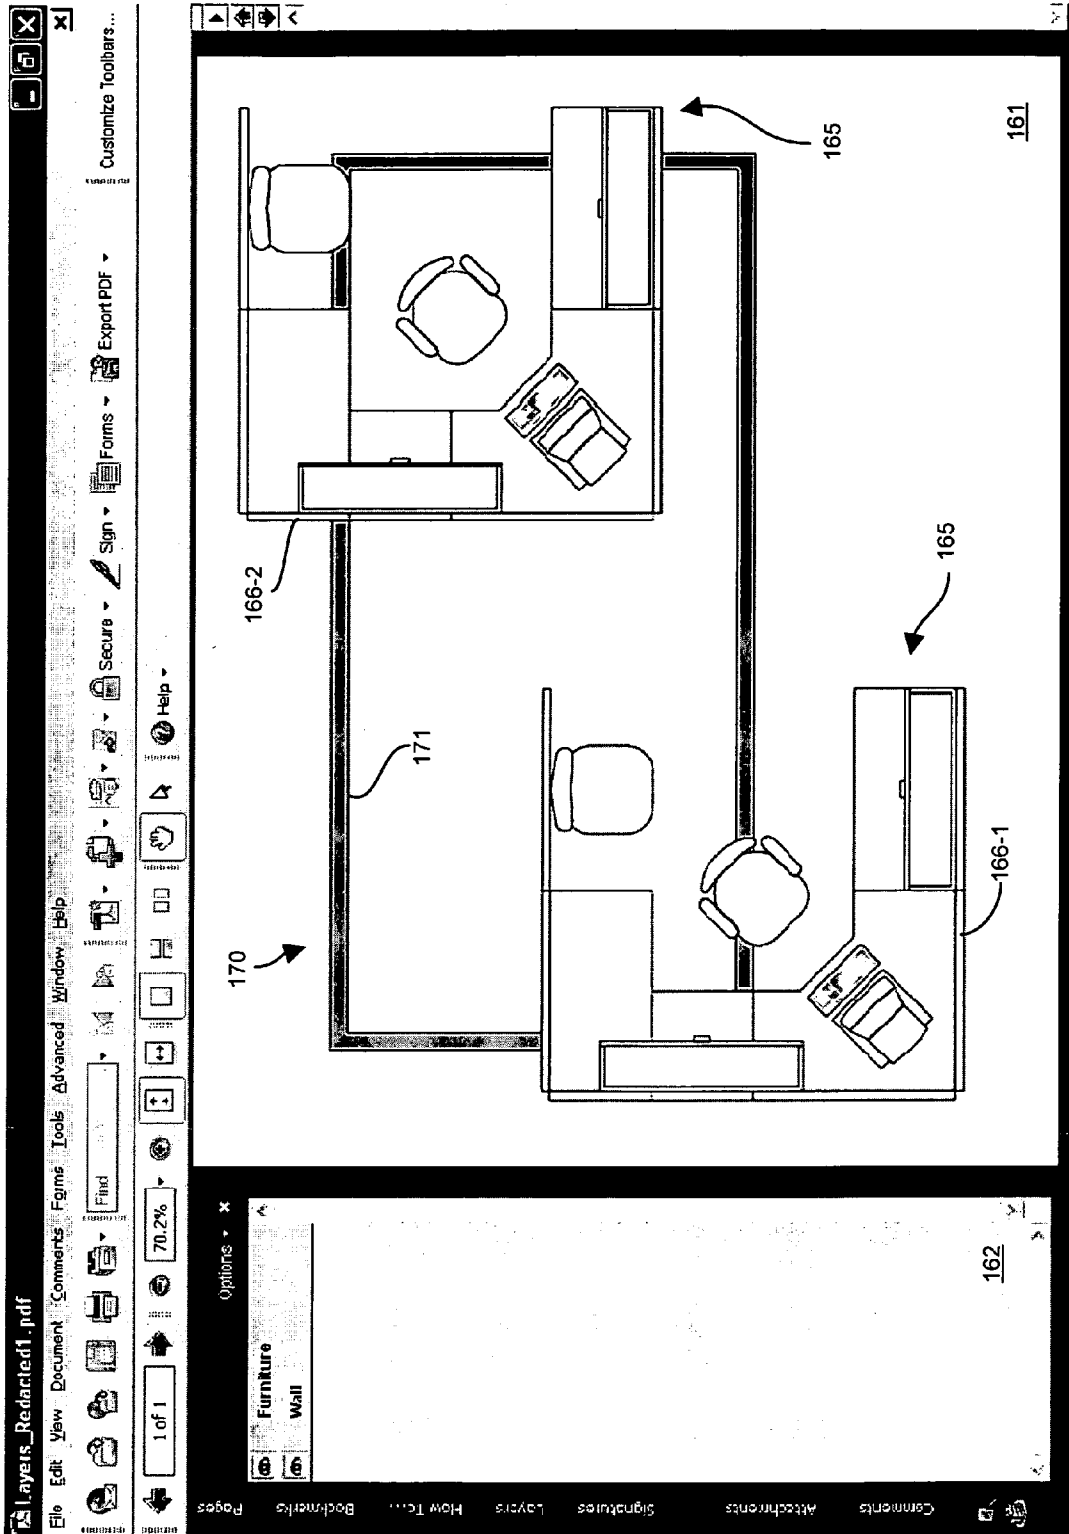 Layers_Redacted1.pdf
File Edit View Document Comments Forms Tools Advanced Window Help
Find
Secure
Sign
Forms
Export PDF
Customize Toolbars...
1 of 1
70.2%
Help
Options
Pages
Bookmarks
How To...
Layers
Signatures
Attachments
Comments
Furniture
Wall
162
170
171
166-2
166-1
165
165
161